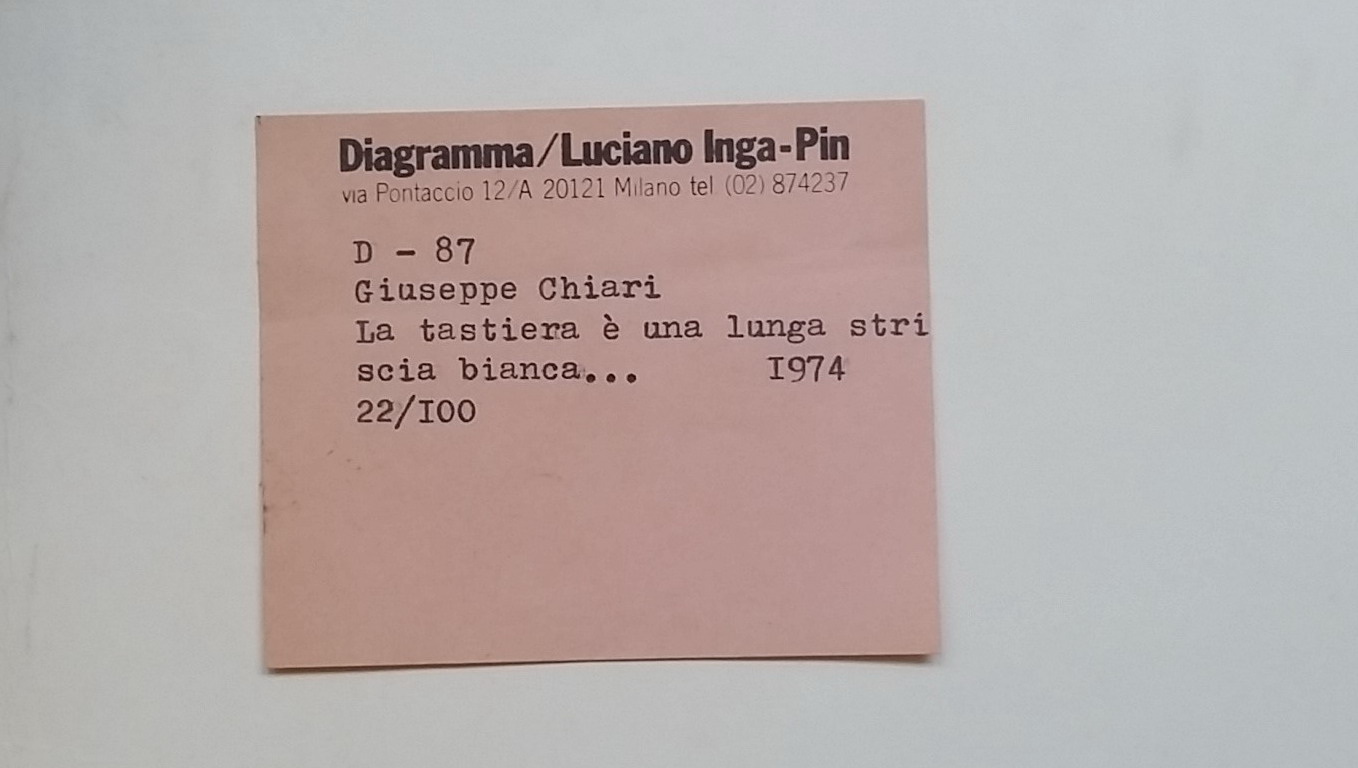 Diagramma/Luciano Inga-Pin
via Pontaccio 12/A 20121 Milano tel (02) 874237
D - 87
Giuseppe Chiari
La tastiera è una lunga stri
scia bianca... I974
22/IOO